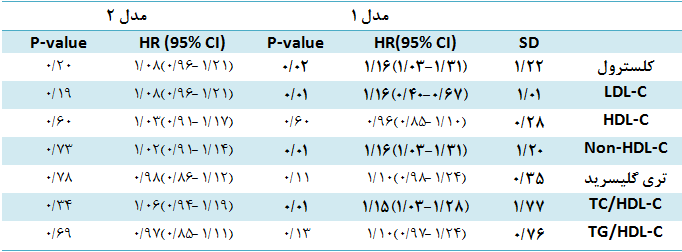 مدل ۱ مدل ۲
SD HR(95% CI) P-value HR (95% CI) P-value
کلسترول ۱/۲۲ ۱/۱۶(۱/۰۳-۱/۳۱) ۰/۰۲ ۱/۰۸(۰/۹۶-۱/۲۱) ۰/۲۰
LDL-C ۱/۰۱ ۱/۱۶(۰/۴۰-۰/۶۷) ۰/۰۱ ۱/۰۸(۰/۹۶-۱/۲۱) ۰/۱۹
HDL-C ۰/۲۸ ۰/۹۶(۰/۸۵-۱/۱۰) ۰/۶۰ ۱/۰۳(۰/۹۱-۱/۱۷) ۰/۶۰
Non-HDL-C ۱/۲۰ ۱/۱۶(۱/۰۳-۱/۳۱) ۰/۰۱ ۱/۰۲(۰/۹۱-۱/۱۴) ۰/۷۳
تری گلیسرید ۰/۳۵ ۱/۱۰(۰/۹۸-۱/۲۴) ۰/۱۱ ۰/۹۸(۰/۸۶-۱/۱۲) ۰/۷۸
TC/HDL-C ۱/۷۷ ۱/۱۵(۱/۰۳-۱/۲۸) ۰/۰۱ ۱/۰۶(۰/۹۴-۱/۱۹) ۰/۳۴
TG/HDL-C ۰/۷۶ ۱/۱۰(۰/۹۷-۱/۲۴) ۰/۱۳ ۰/۹۷(۰/۸۵-۱/۱۱) ۰/۶۹